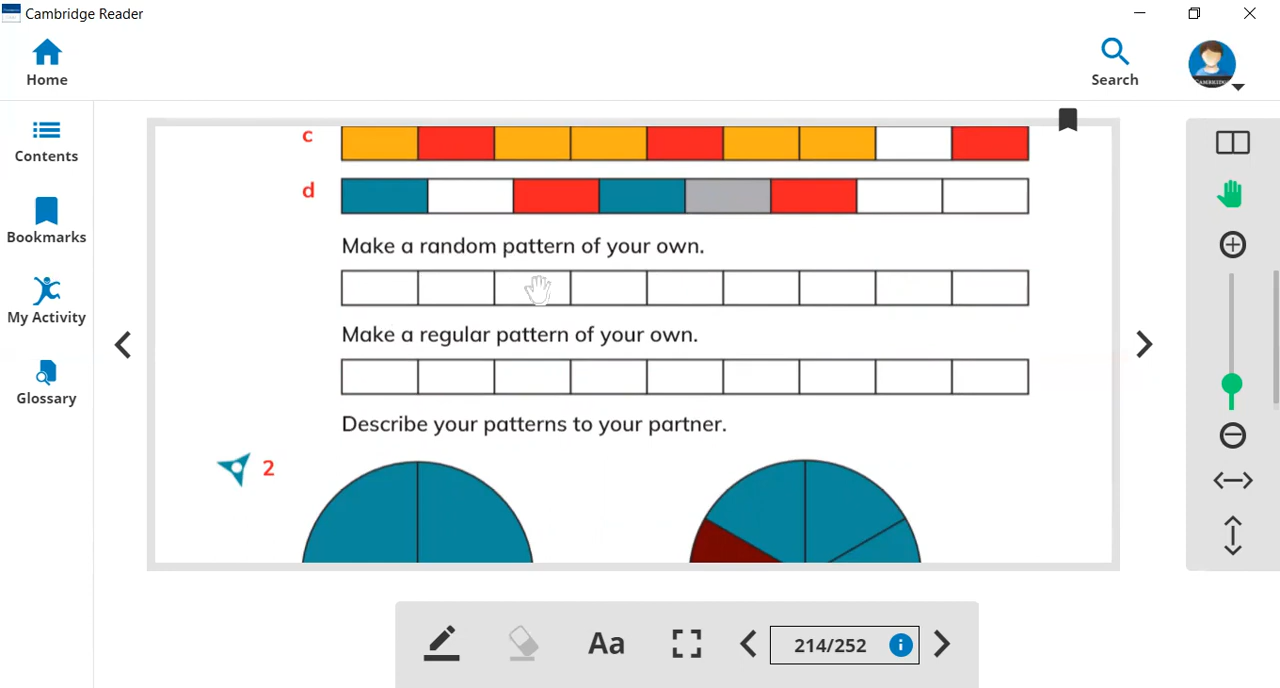 Cambridge Reader
Home
Search
Contents
Bookmarks
My Activity
Glossary
c
d
Make a random pattern of your own.
Make a regular pattern of your own.
Describe your patterns to your partner.
2
Aa
214/252
i